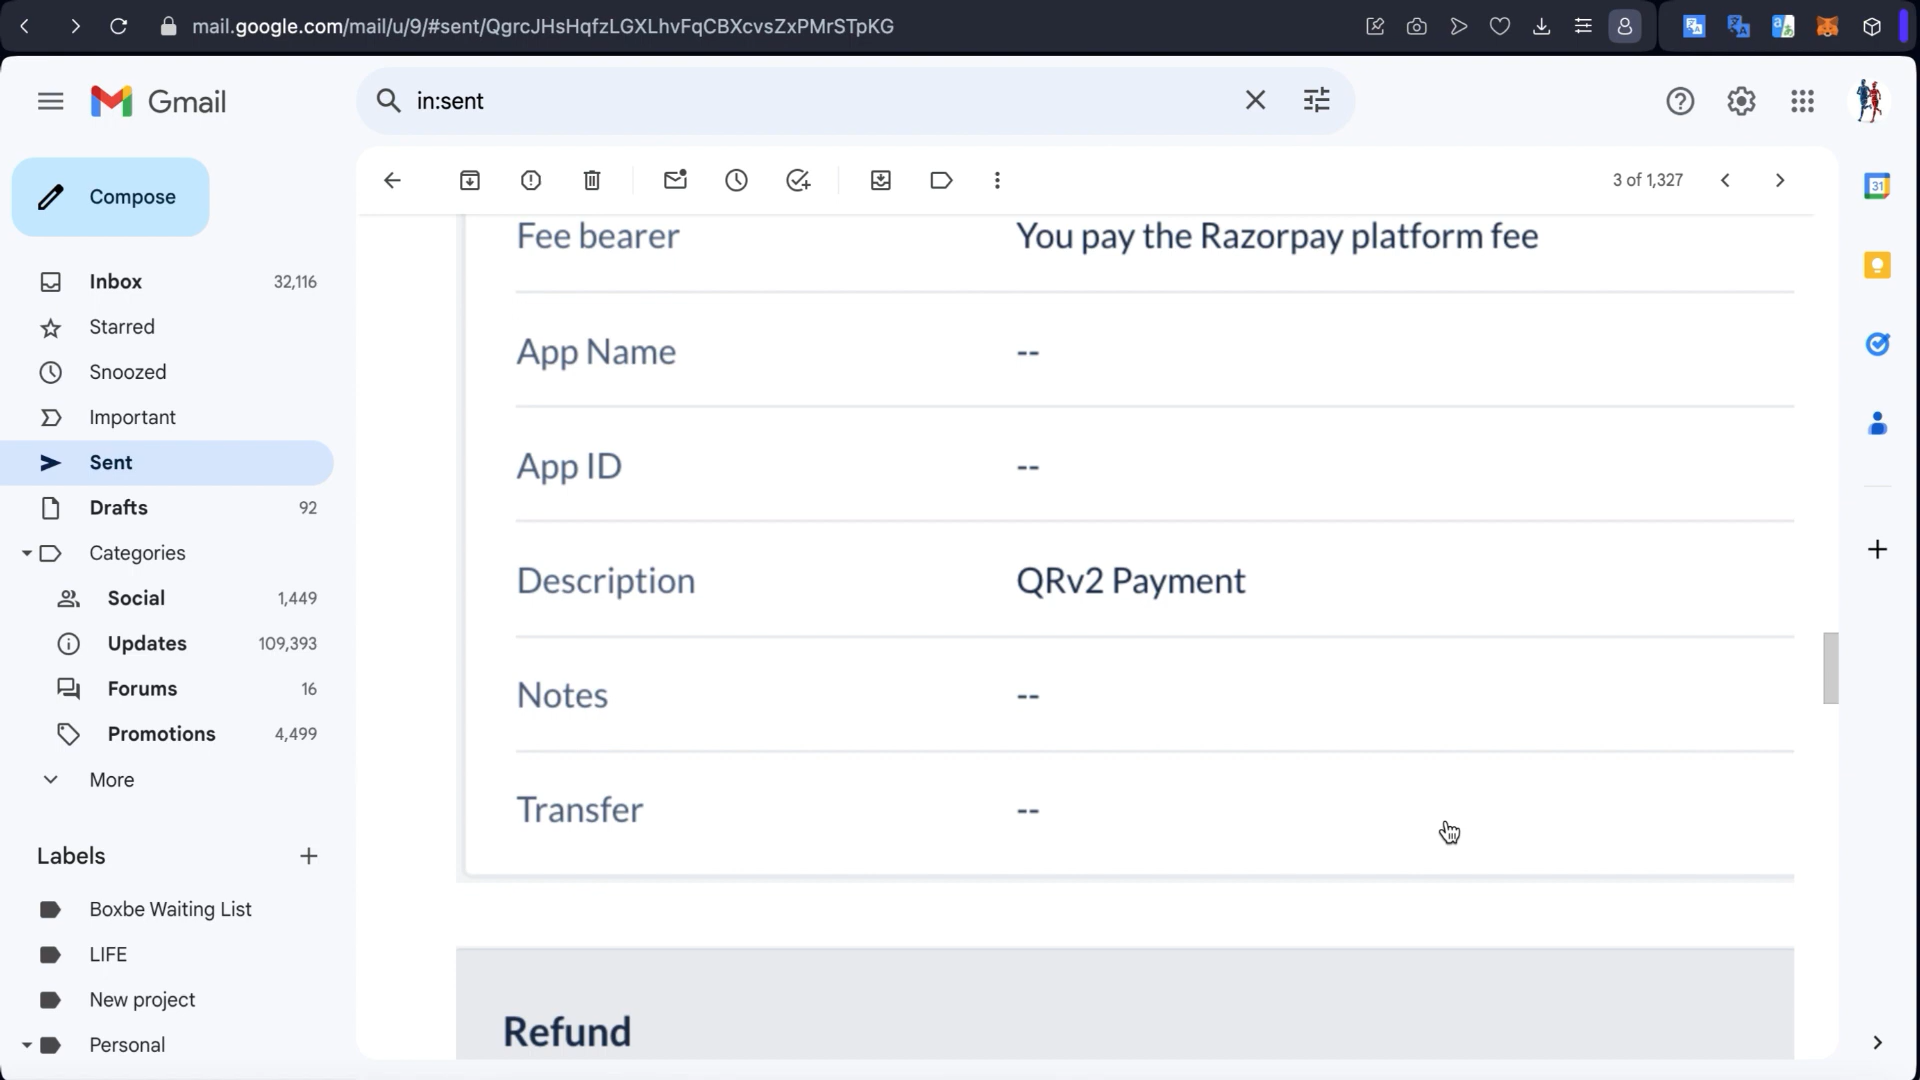 mail.google.com/mail/u/9/#sent/QgrcJHsHqfzLGXLhvFqCBXcvsZxPMrSTpKG
Gmail
in:sent
Compose
3 of 1,327
31
Inbox 32,116
Starred
Snoozed
Important
Sent
Drafts 92
Categories
Social 1,449
Updates 109,393
Forums 16
Promotions 4,499
More
Labels
Boxbe Waiting List
LIFE
New project
Personal
Fee bearer You pay the Razorpay platform fee
App Name --
App ID --
Description QRv2 Payment
Notes --
Transfer --
Refund